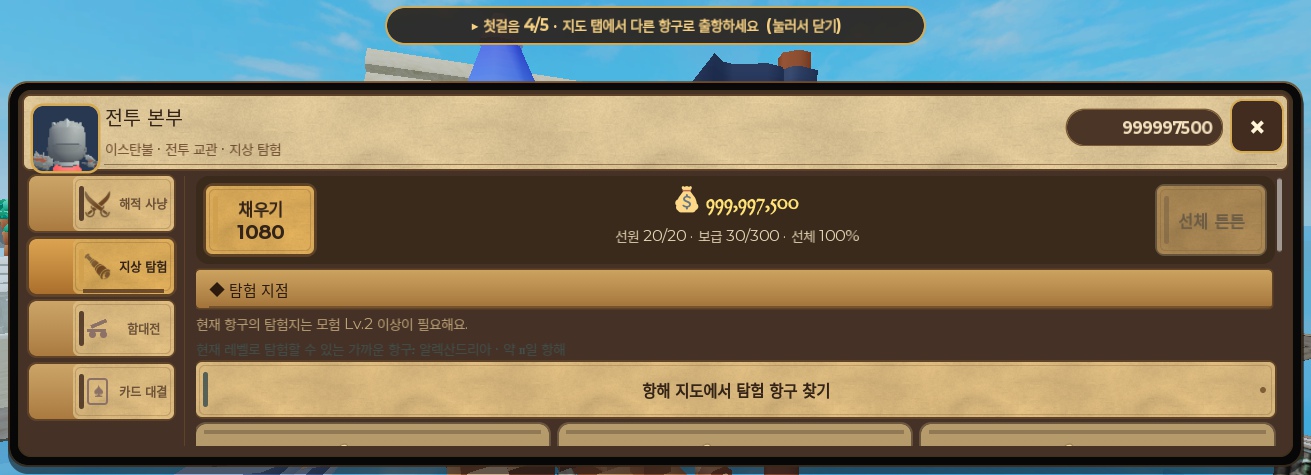 ▸ 첫걸음 4/5 · 지도 탭에서 다른 항구로 출항하세요 (눌러서 닫기)
전투 본부
이스탄불 · 전투 교관 · 지상 탐험
999997500
×
해적 사냥
지상 탐험
함대전
카드 대결
채우기
1080
999,997,500
선원 20/20 · 보급 30/300 · 선체 100%
선체 튼튼
◆ 탐험 지점
현재 항구의 탐험지는 모험 Lv.2 이상이 필요해요.
현재 레벨로 탐험할 수 있는 가까운 항구: 알렉산드리아 · 약 일 항해
항해 지도에서 탐험 항구 찾기